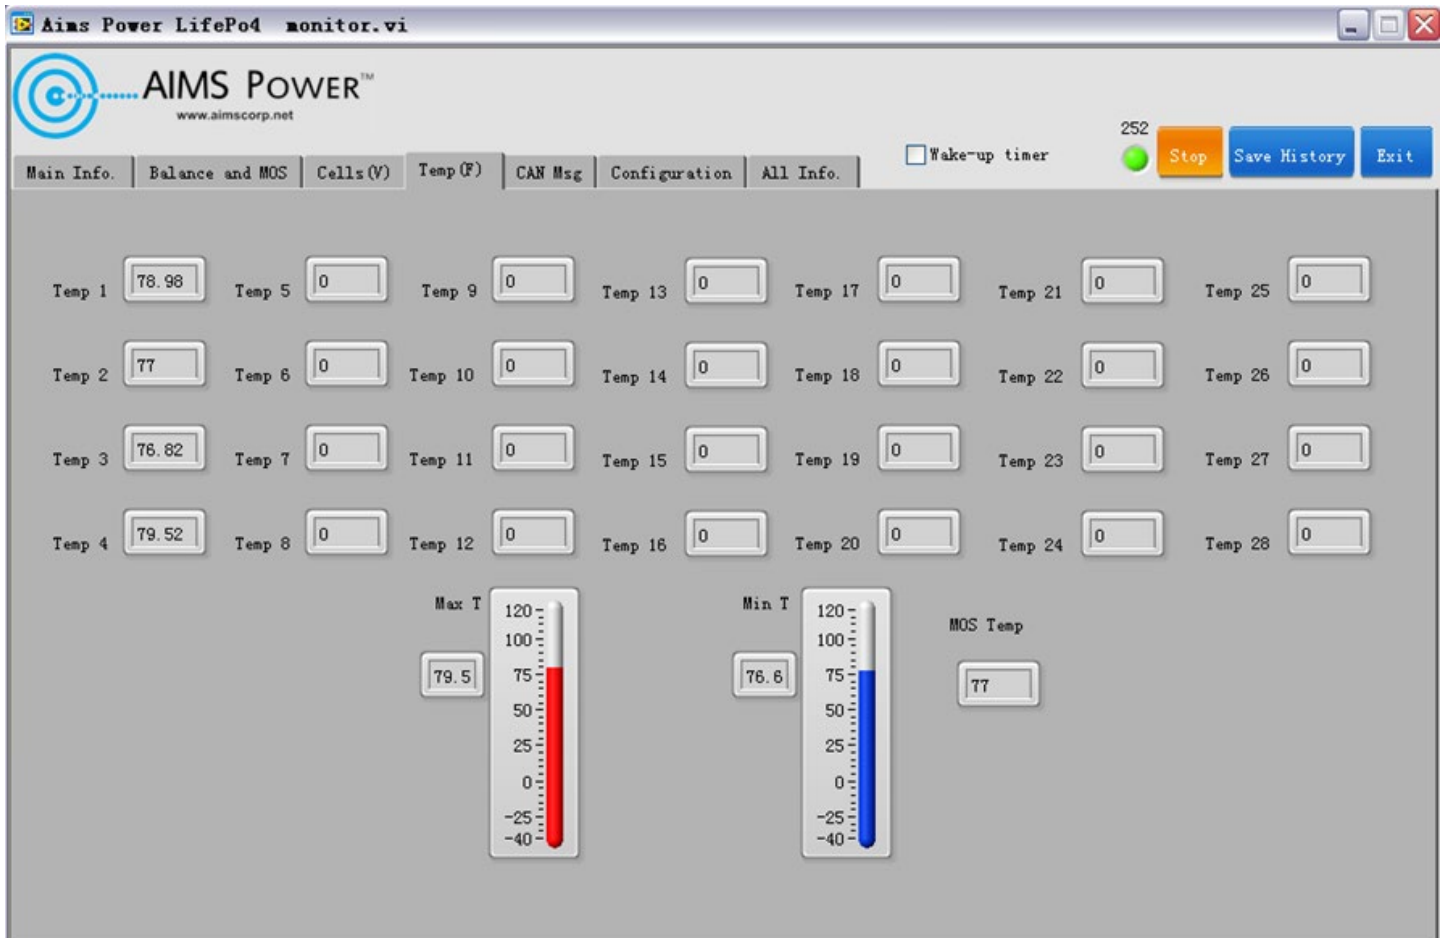 Aims Power LifePo4 monitor.vi
AIMS POWER™
www.aimscorp.net
252
Wake-up timer Stop Save History Exit
Main Info. Balance and MOS Cells(V) Temp(F) CAN Msg Configuration All Info.
Temp 1 78.98 Temp 5 0 Temp 9 0 Temp 13 0 Temp 17 0 Temp 21 0 Temp 25 0
Temp 2 77 Temp 6 0 Temp 10 0 Temp 14 0 Temp 18 0 Temp 22 0 Temp 26 0
Temp 3 76.82 Temp 7 0 Temp 11 0 Temp 15 0 Temp 19 0 Temp 23 0 Temp 27 0
Temp 4 79.52 Temp 8 0 Temp 12 0 Temp 16 0 Temp 20 0 Temp 24 0 Temp 28 0
Max T 120 Min T 120
MOS Temp
100 100
79.5 75 76.6 75 77
50 50
25 25
0 0
-25 -25
-40 -40